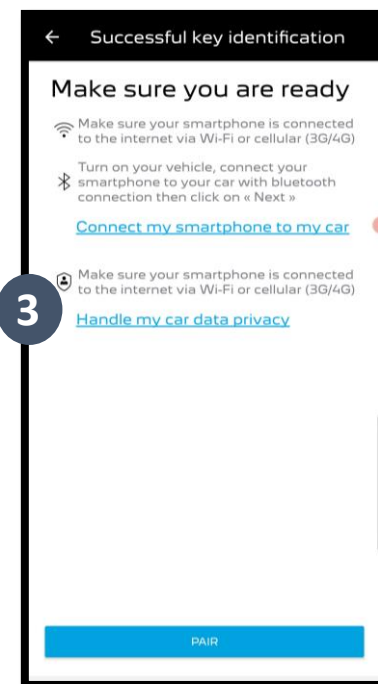 Successful key identification
Make sure you are ready
Make sure your smartphone is connected
to the internet via Wi-Fi or cellular (3G/4G)
Turn on your vehicle, connect your
smartphone to your car with bluetooth
connection then click on « Next »
Connect my smartphone to my car
Make sure your smartphone is connected
to the internet via Wi-Fi or cellular (3G/4G)
3
Handle my car data privacy
PAIR